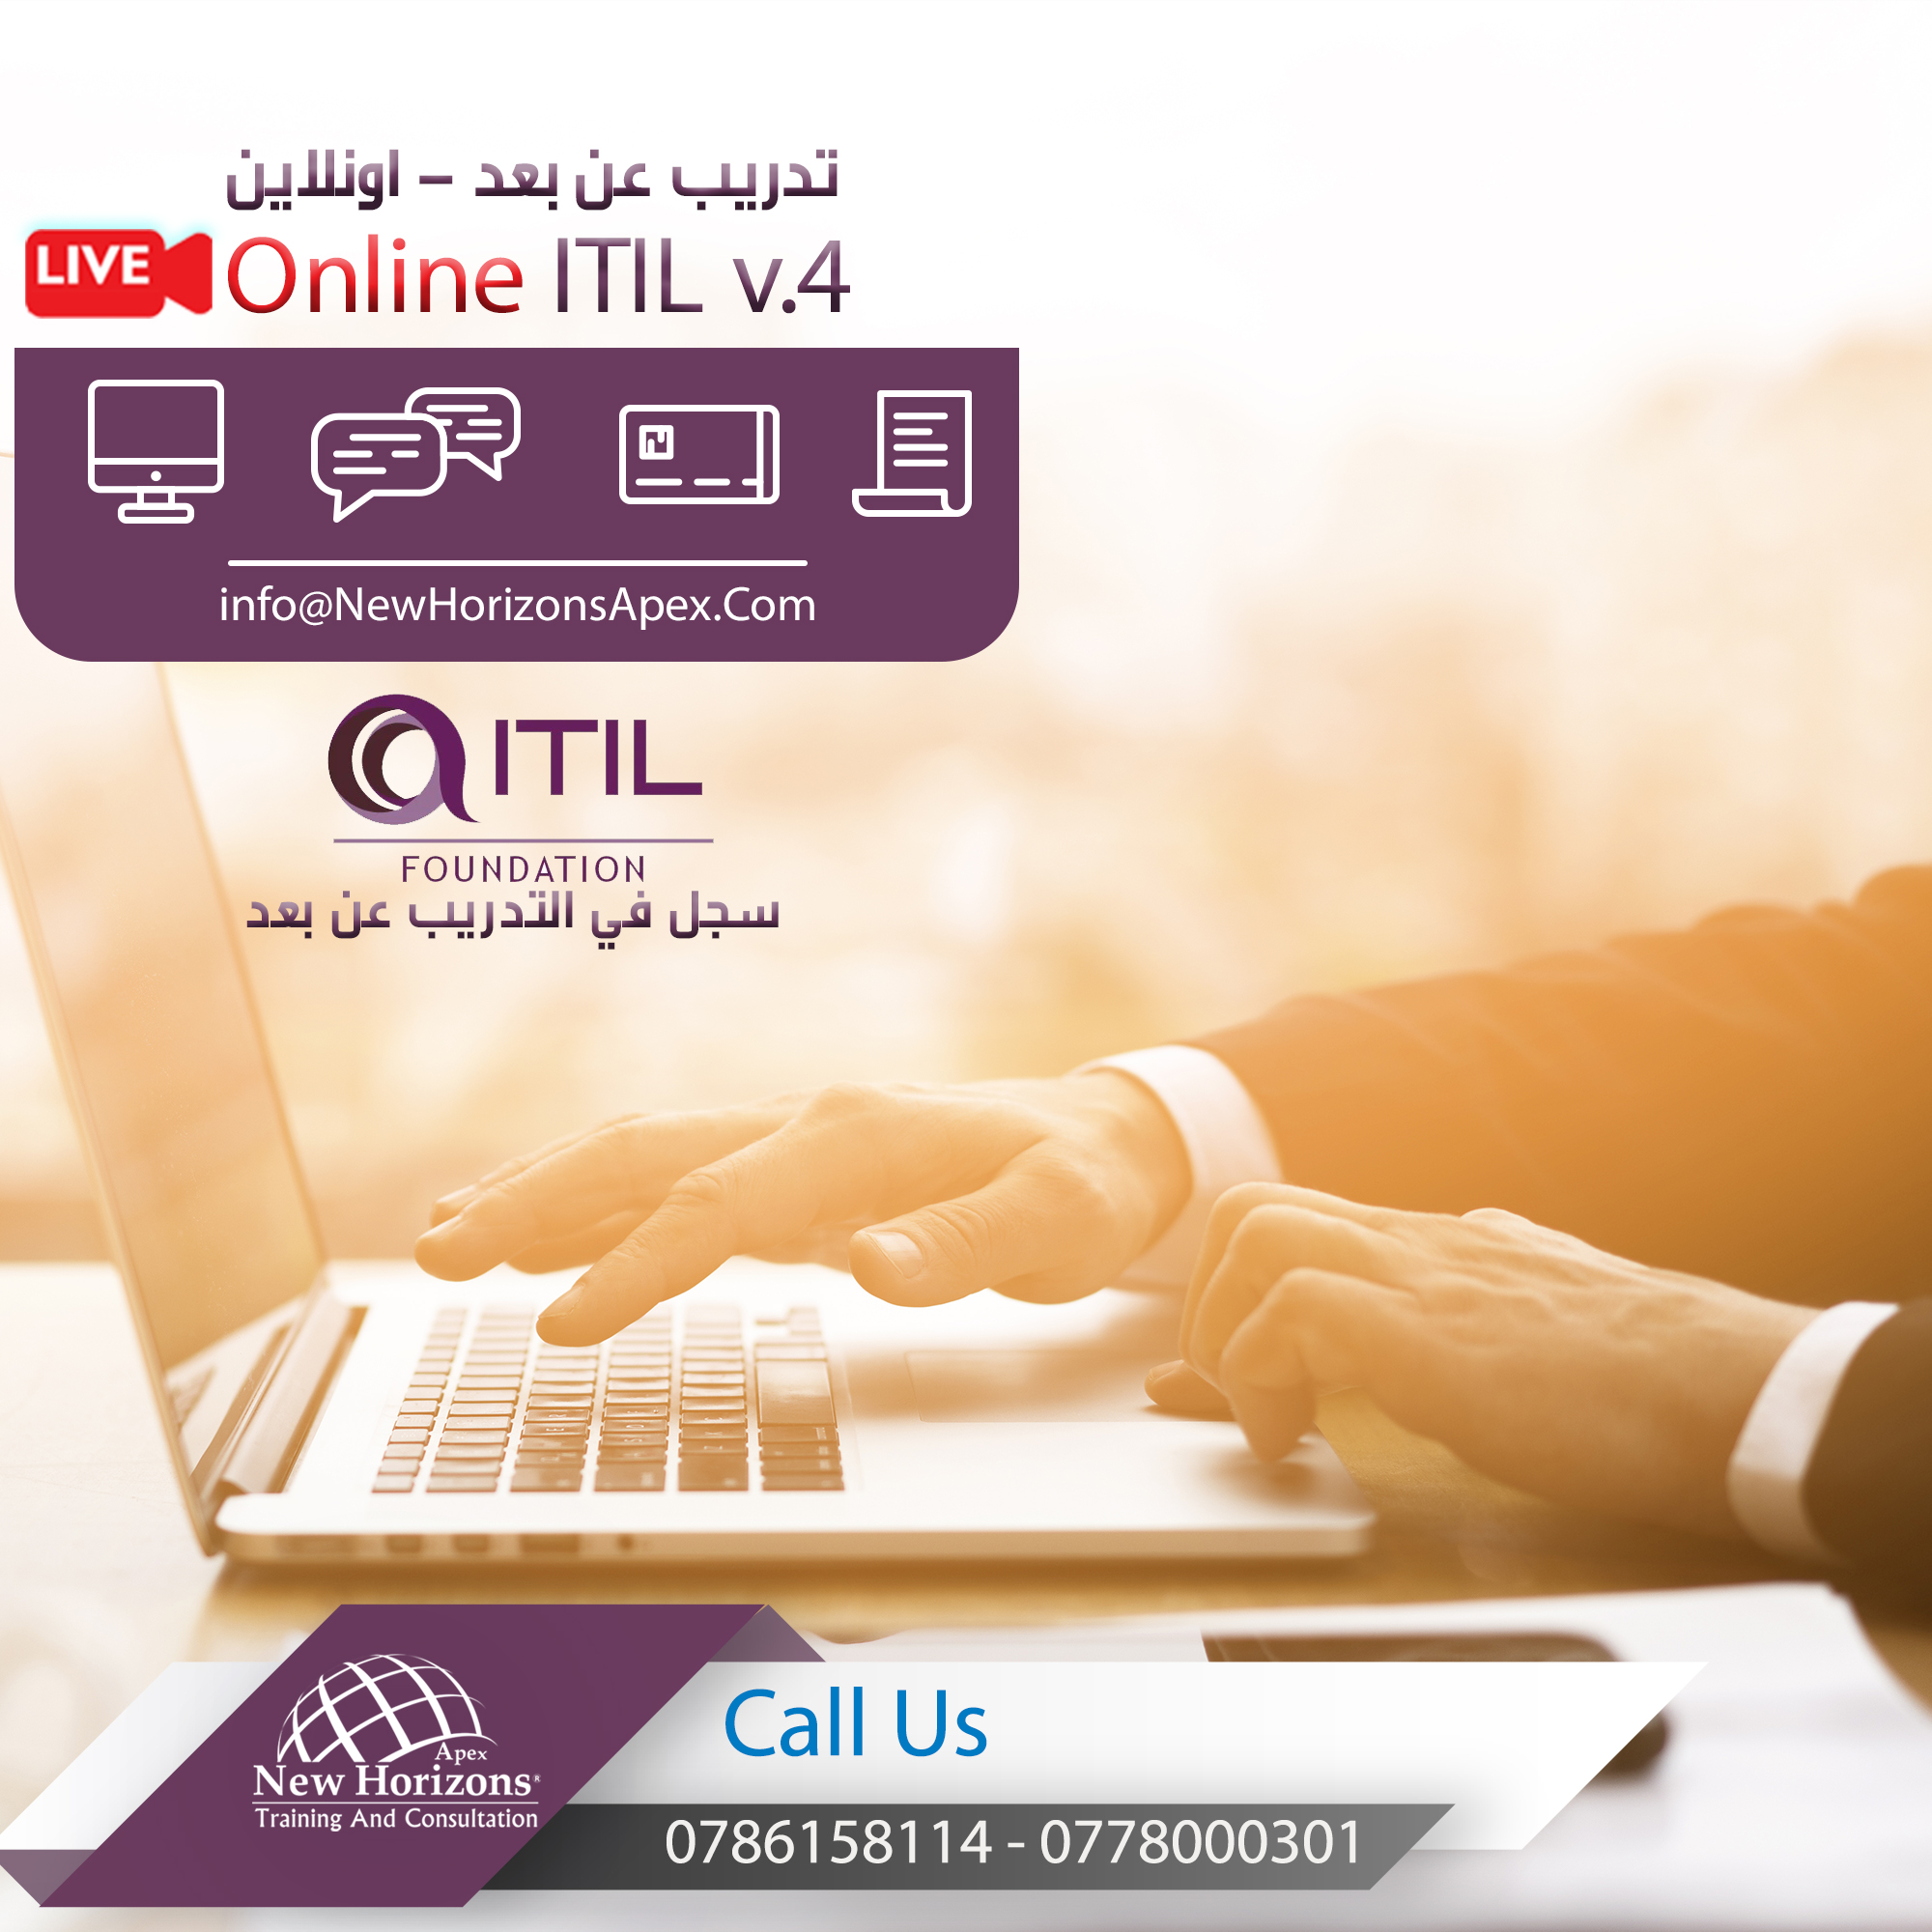 تدريب عن بعد – اونلاين
LIVE Online ITIL v.4
info@NewHorizonsApex.Com
ITIL
FOUNDATION
سجل في التدريب عن بعد
Call Us
Apex
New Horizons®
Training And Consultation
0786158114 - 0778000301